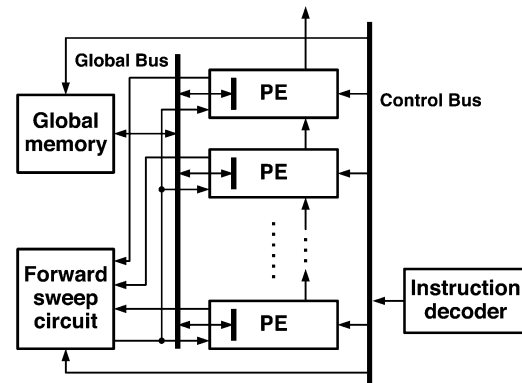 Global Bus
PE
Control Bus
Global
memory
PE
Forward
sweep
circuit
Instruction
decoder
PE